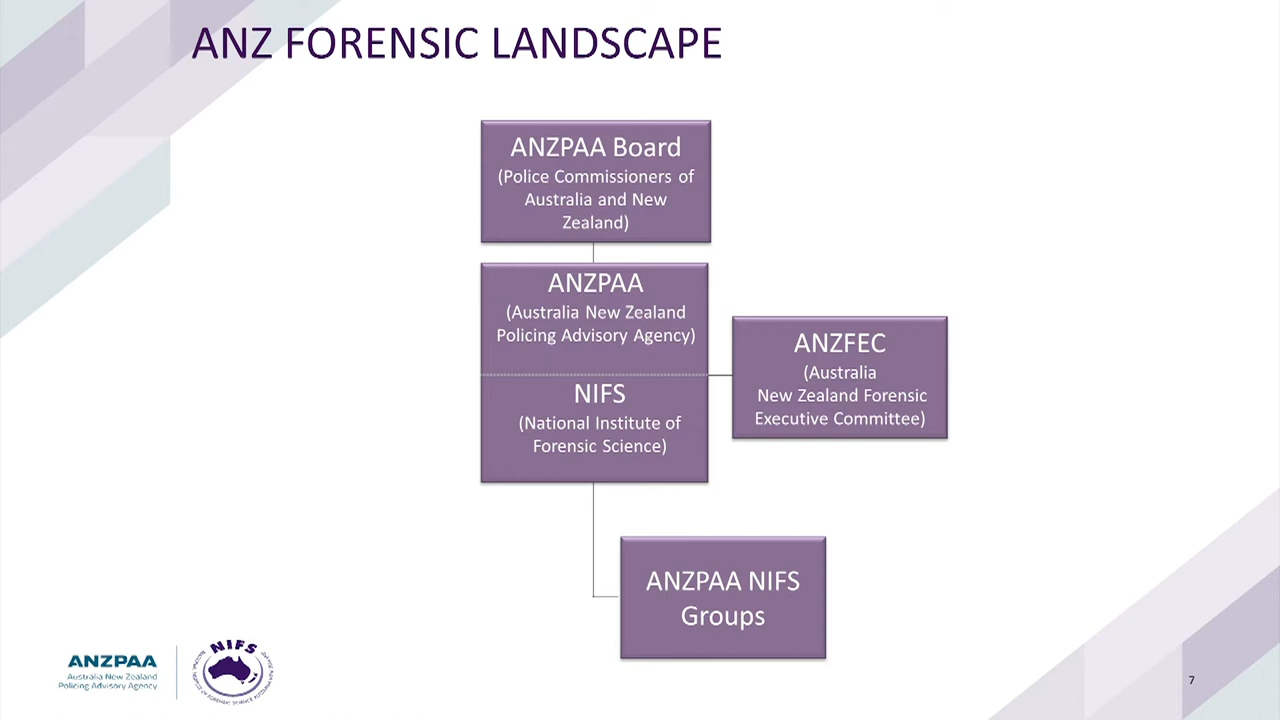 ANZ FORENSIC LANDSCAPE
ANZPAA Board
(Police Commissioners of
Australia and New
Zealand)
ANZPAA
(Australia New Zealand
Policing Advisory Agency)
NIFS
(National Institute of
Forensic Science)
ANZFEC
(Australia
New Zealand Forensic
Executive Committee)
ANZPAA NIFS
Groups
ANZPAA
Australia New Zealand
Policing Advisory Agency
NIFS
7